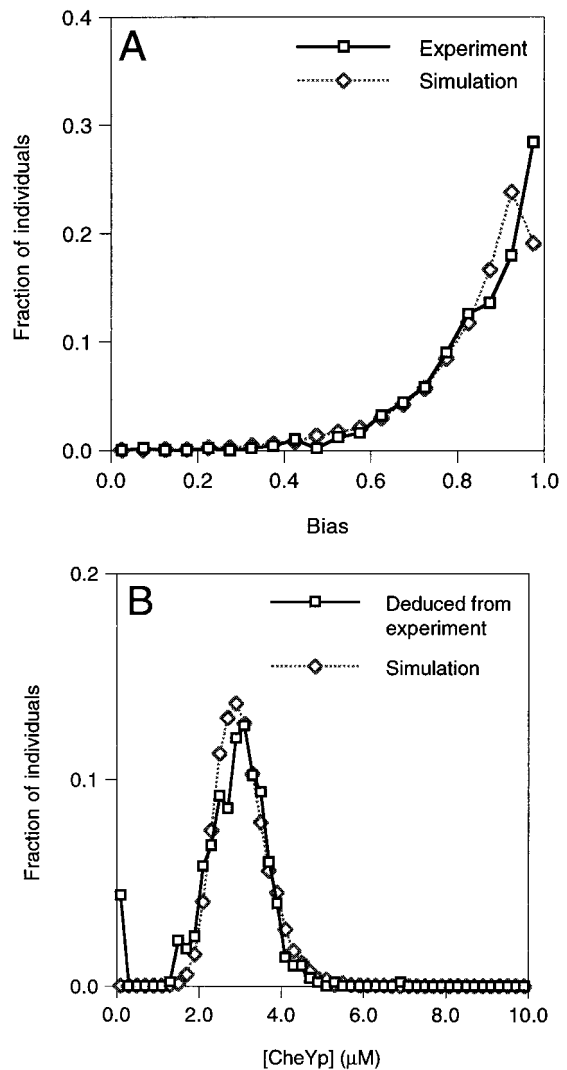 A
Experiment
Simulation
0.4
0.3
0.2
0.1
0.0
0.0 0.2 0.4 0.6 0.8 1.0
Fraction of individuals
Bias
B
Deduced from
experiment
Simulation
0.2
0.1
0.0
0.0 2.0 4.0 6.0 8.0 10.0
Fraction of individuals
[CheYp] (μM)